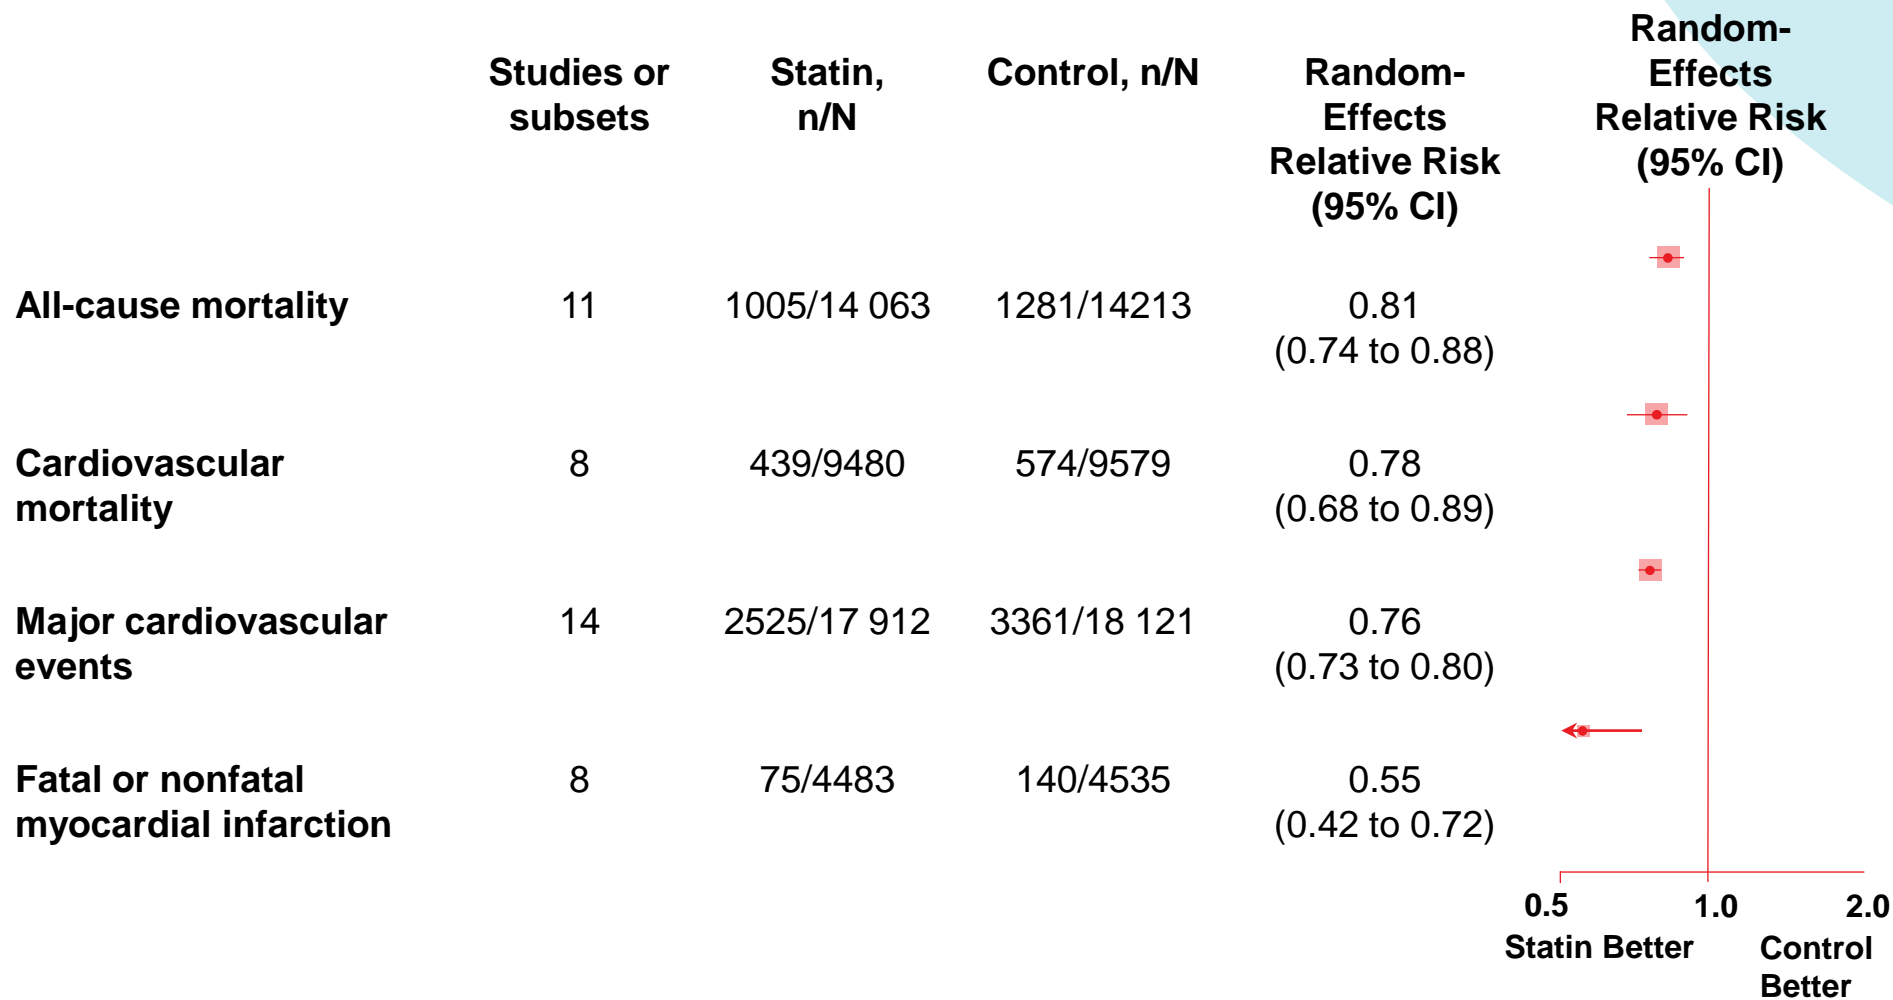 Studies or
subsets
Statin,
n/N
Control, n/N
Random-
Effects
Relative Risk
(95% CI)
Random-
Effects
Relative Risk
(95% CI)
All-cause mortality
11
1005/14 063
1281/14213
0.81
(0.74 to 0.88)
Cardiovascular
mortality
8
439/9480
574/9579
0.78
(0.68 to 0.89)
Major cardiovascular
events
14
2525/17 912
3361/18 121
0.76
(0.73 to 0.80)
Fatal or nonfatal
myocardial infarction
8
75/4483
140/4535
0.55
(0.42 to 0.72)
0.5
1.0
2.0
Statin Better
Control
Better